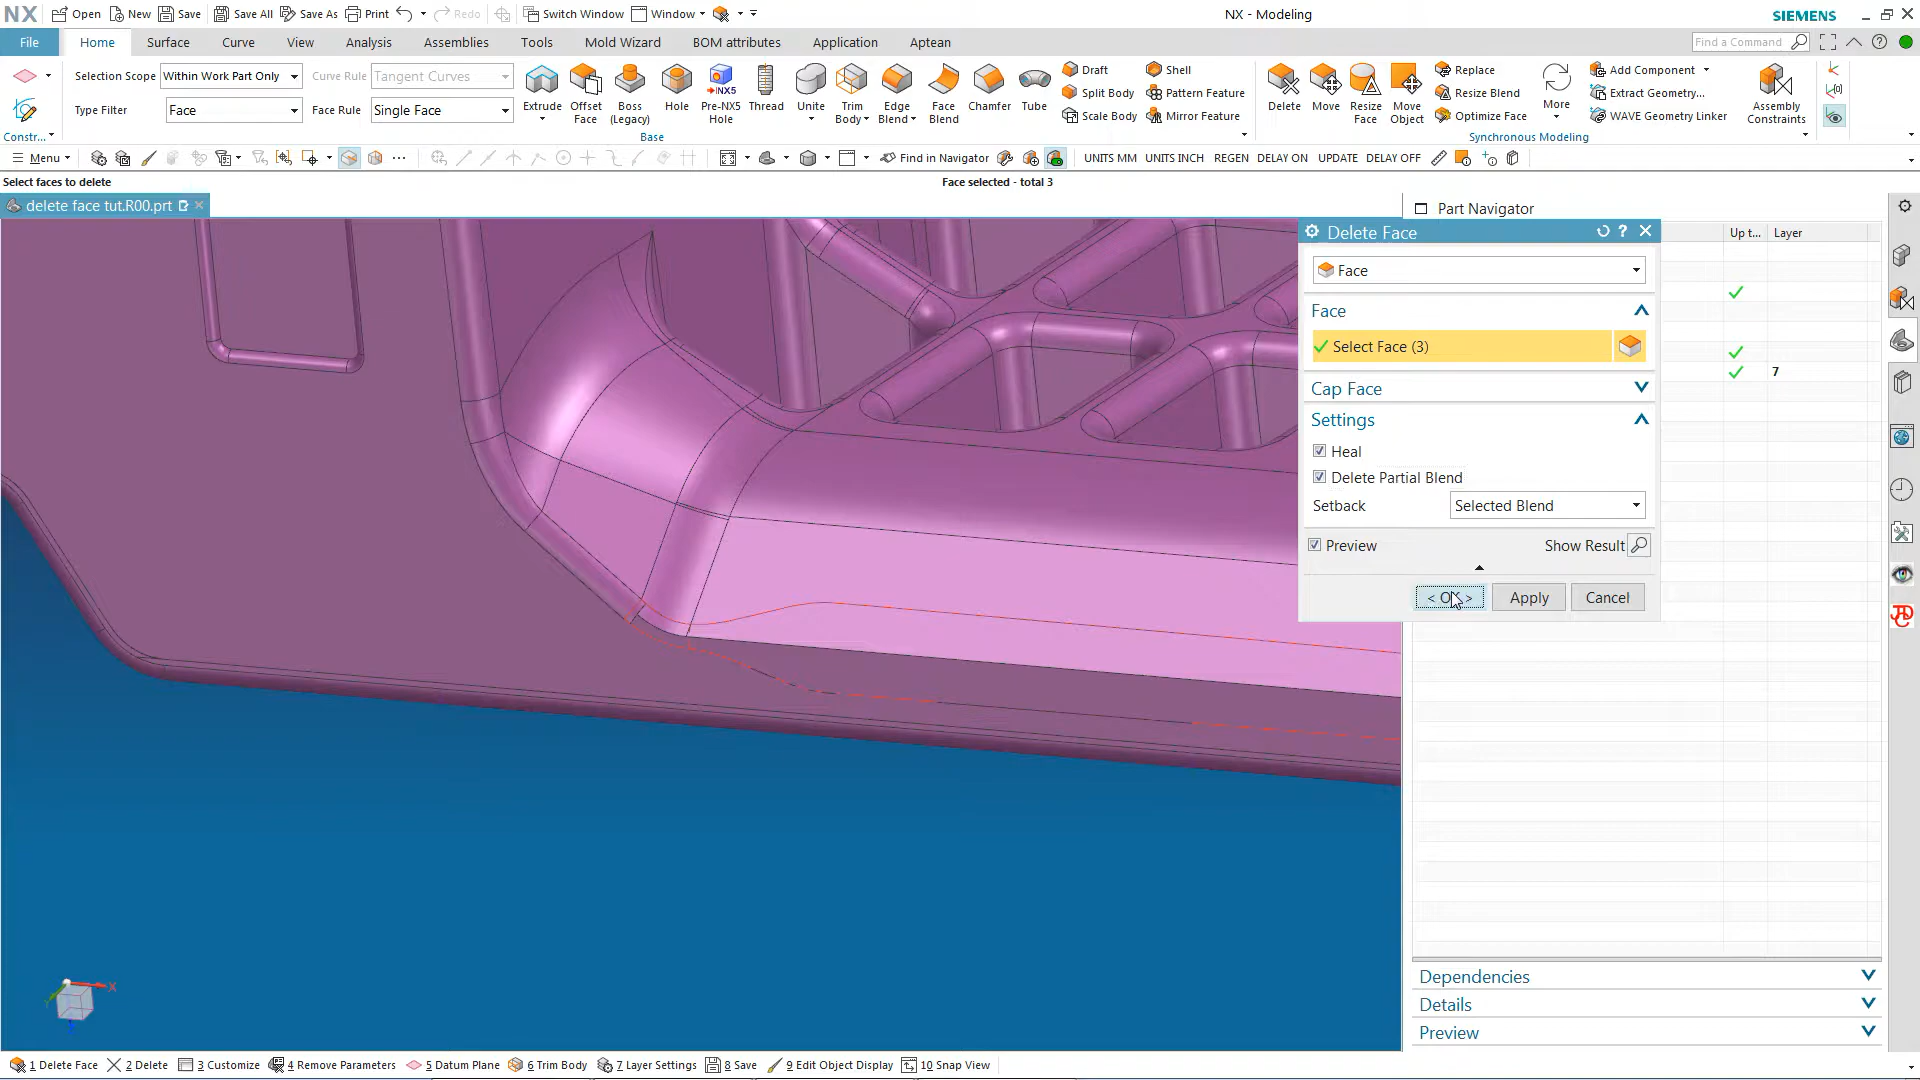 NX Open New Save Save All Save As Print Redo Switch Window Window NX - Modeling SIEMENS
File Home Surface Curve View Analysis Assemblies Tools Mold Wizard BOM attributes Application Aptean Find a Command
Selection Scope Within Work Part Only Curve Rule Tangent Curves
Type Filter Face Face Rule Single Face
Constr...
Extrude Offset Face Boss (Legacy) Hole NX5 Pre-NX5 Hole Thread Unite Trim Body Edge Blend Face Blend Chamfer Tube
Draft Shell
Split Body Pattern Feature
Scale Body Mirror Feature
Base
Delete Move Resize Face Move Object
Replace
Resize Blend
Optimize Face
More
Add Component
Extract Geometry...
WAVE Geometry Linker
Assembly Constraints
Synchronous Modeling
Menu Find in Navigator UNITS MM UNITS INCH REGEN DELAY ON UPDATE DELAY OFF
Select faces to delete Face selected - total 3
delete face tut.R00.prt
Part Navigator
Up t... Layer
7
Delete Face
Face
Face
Select Face (3)
Cap Face
Settings
Heal
Delete Partial Blend
Setback Selected Blend
Preview Show Result
< OK > Apply Cancel
X
Dependencies
Details
Preview
1 Delete Face 2 Delete 3 Customize 4 Remove Parameters 5 Datum Plane 6 Trim Body 7 Layer Settings 8 Save 9 Edit Object Display 10 Snap View